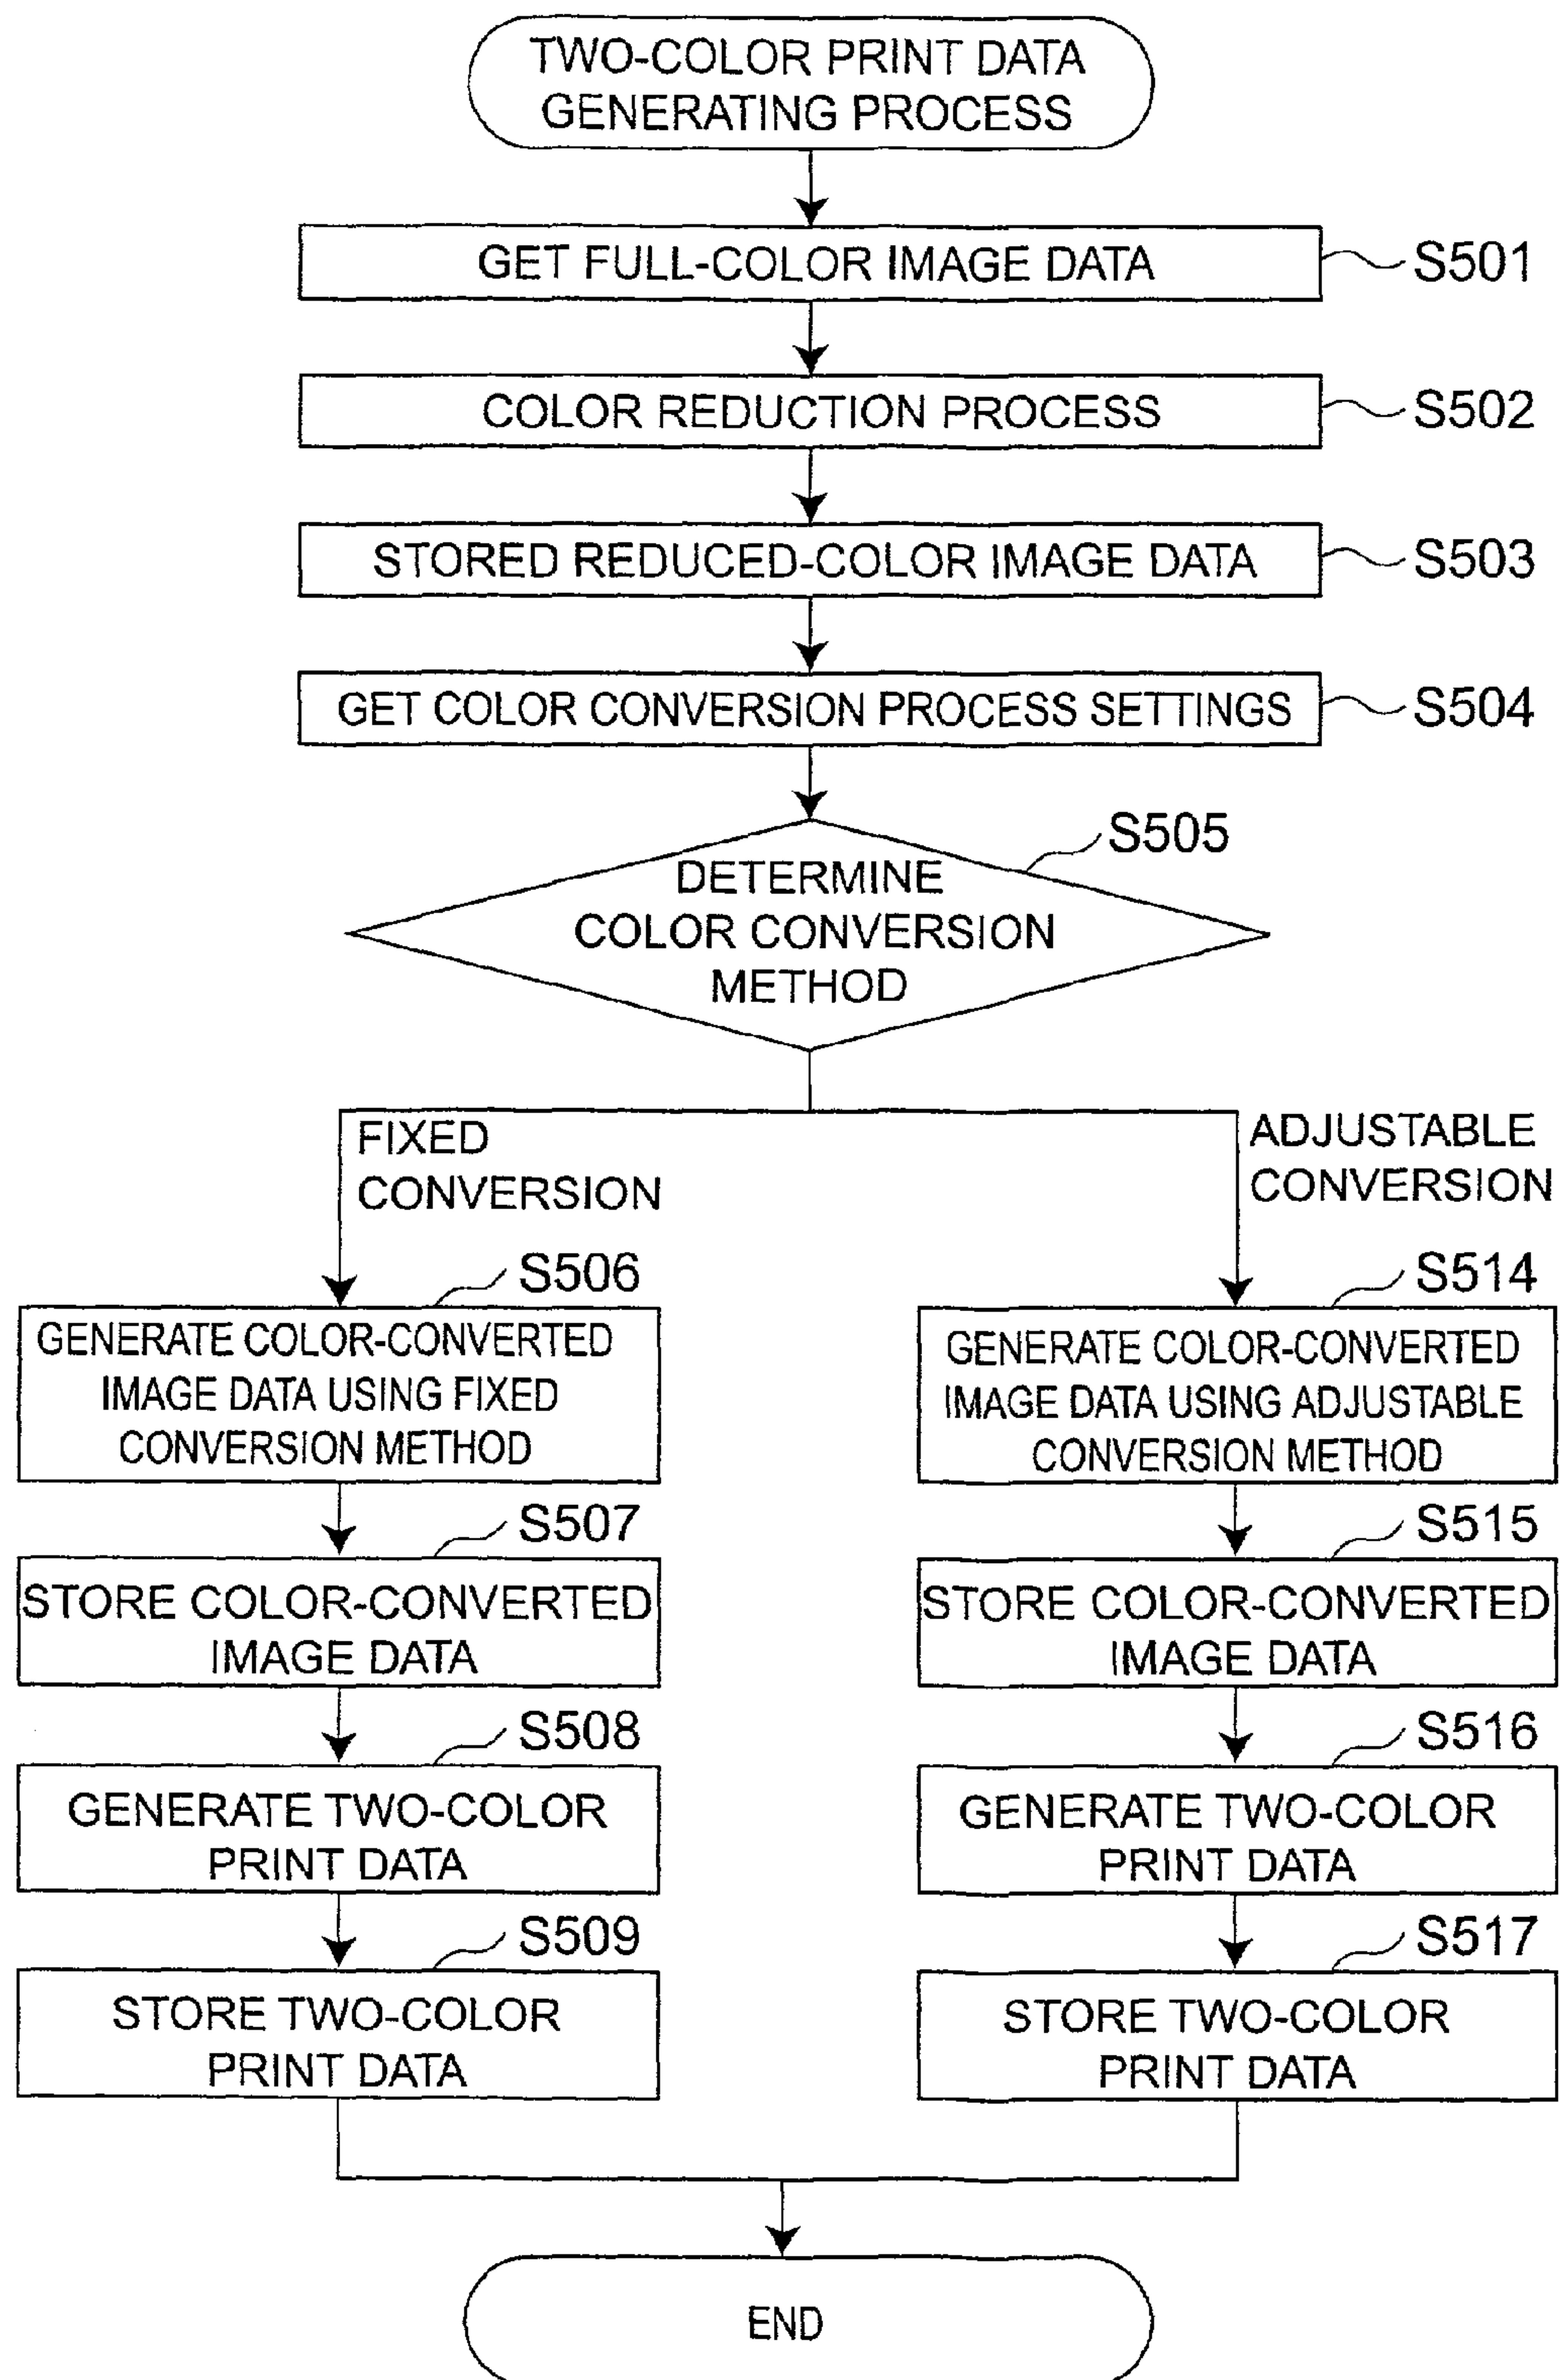 TWO-COLOR PRINT DATA
GENERATING PROCESS
GET FULL-COLOR IMAGE DATA
S501
COLOR REDUCTION PROCESS
S502
STORED REDUCED-COLOR IMAGE DATA
S503
GET COLOR CONVERSION PROCESS SETTINGS
S504
S505
DETERMINE
COLOR CONVERSION
METHOD
FIXED
CONVERSION
ADJUSTABLE
CONVERSION
S506
GENERATE COLOR-CONVERTED
IMAGE DATA USING FIXED
CONVERSION METHOD
S507
STORE COLOR-CONVERTED
IMAGE DATA
S508
GENERATE TWO-COLOR
PRINT DATA
S509
STORE TWO-COLOR
PRINT DATA
S514
GENERATE COLOR-CONVERTED
IMAGE DATA USING ADJUSTABLE
CONVERSION METHOD
S515
STORE COLOR-CONVERTED
IMAGE DATA
S516
GENERATE TWO-COLOR
PRINT DATA
S517
STORE TWO-COLOR
PRINT DATA
END